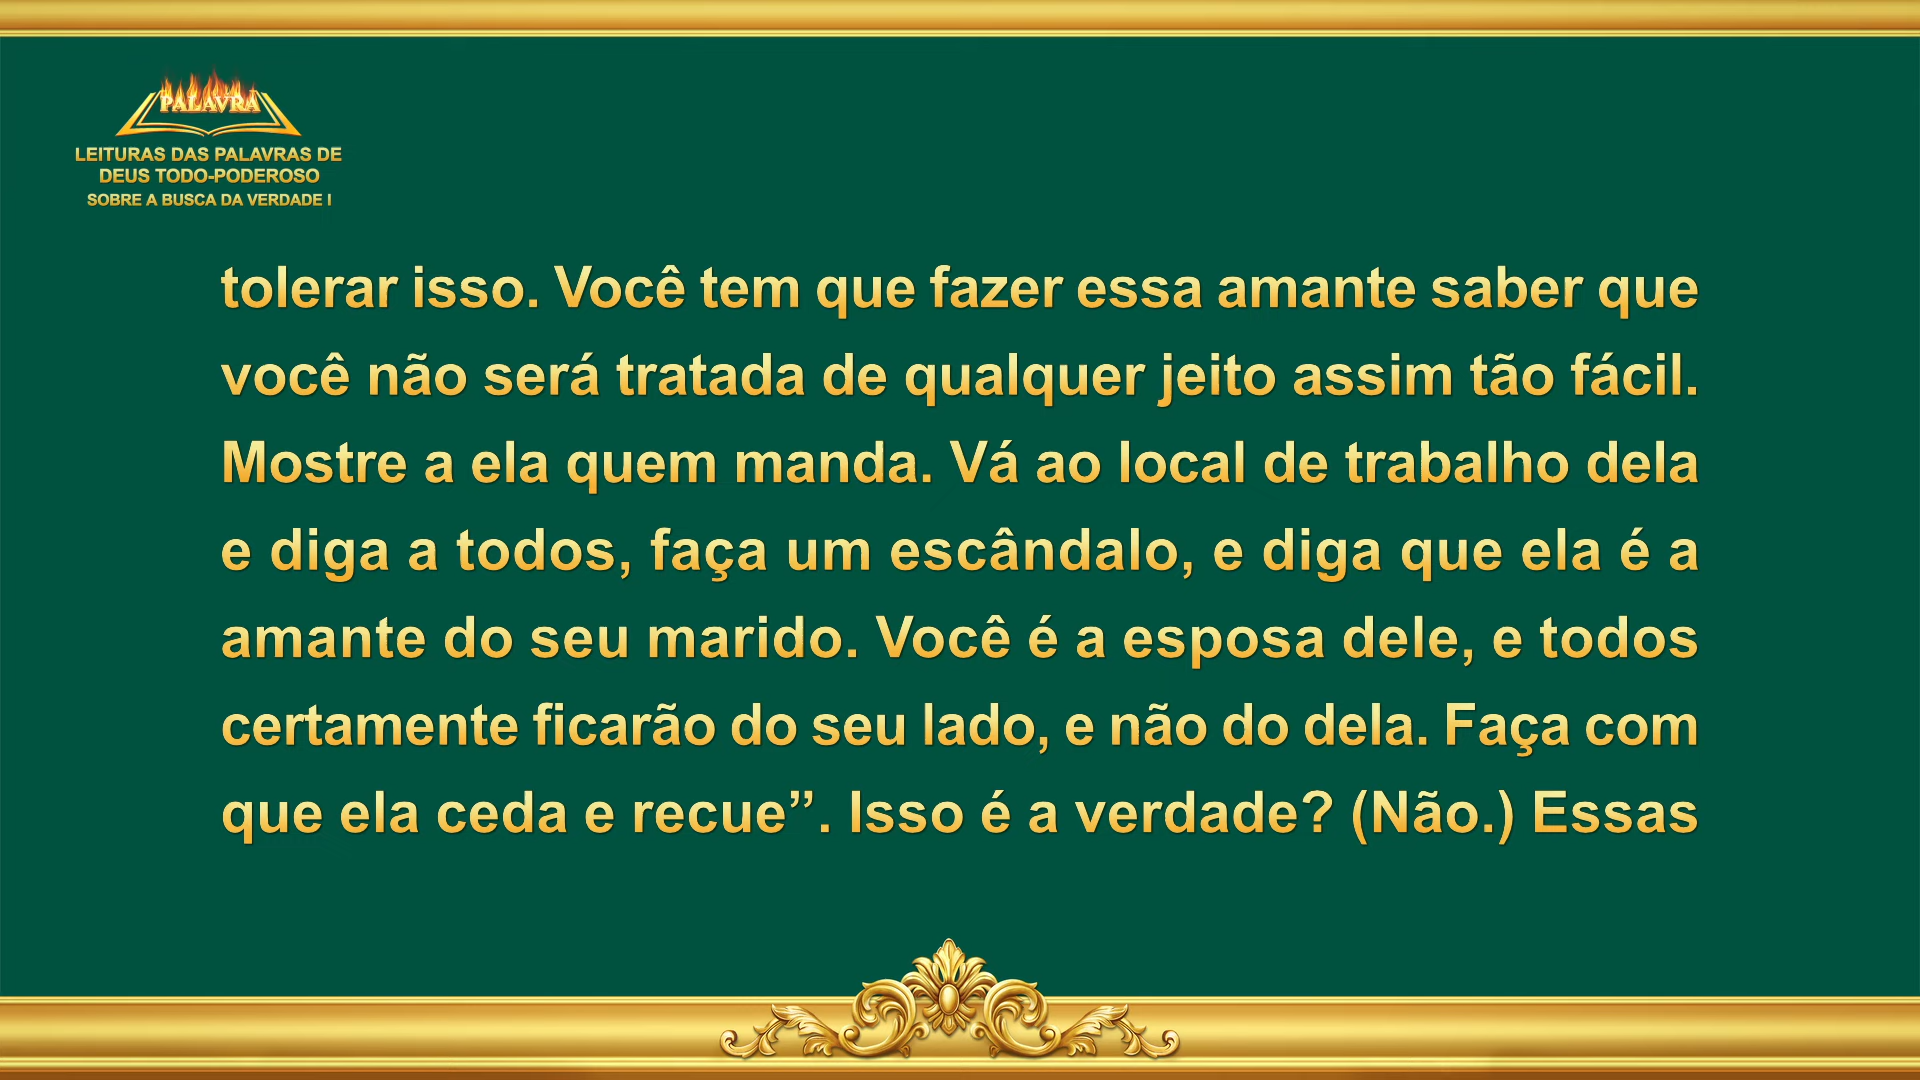 PALAVRA
LEITURAS DAS PALAVRAS DE
DEUS TODO-PODEROSO
SOBRE A BUSCA DA VERDADE I
tolerar isso. Você tem que fazer essa amante saber que
você não será tratada de qualquer jeito assim tão fácil.
Mostre a ela quem manda. Vá ao local de trabalho dela
e diga a todos, faça um escândalo, e diga que ela é a
amante do seu marido. Você é a esposa dele, e todos
certamente ficarão do seu lado, e não do dela. Faça com
que ela ceda e recue”. Isso é a verdade? (Não.) Essas